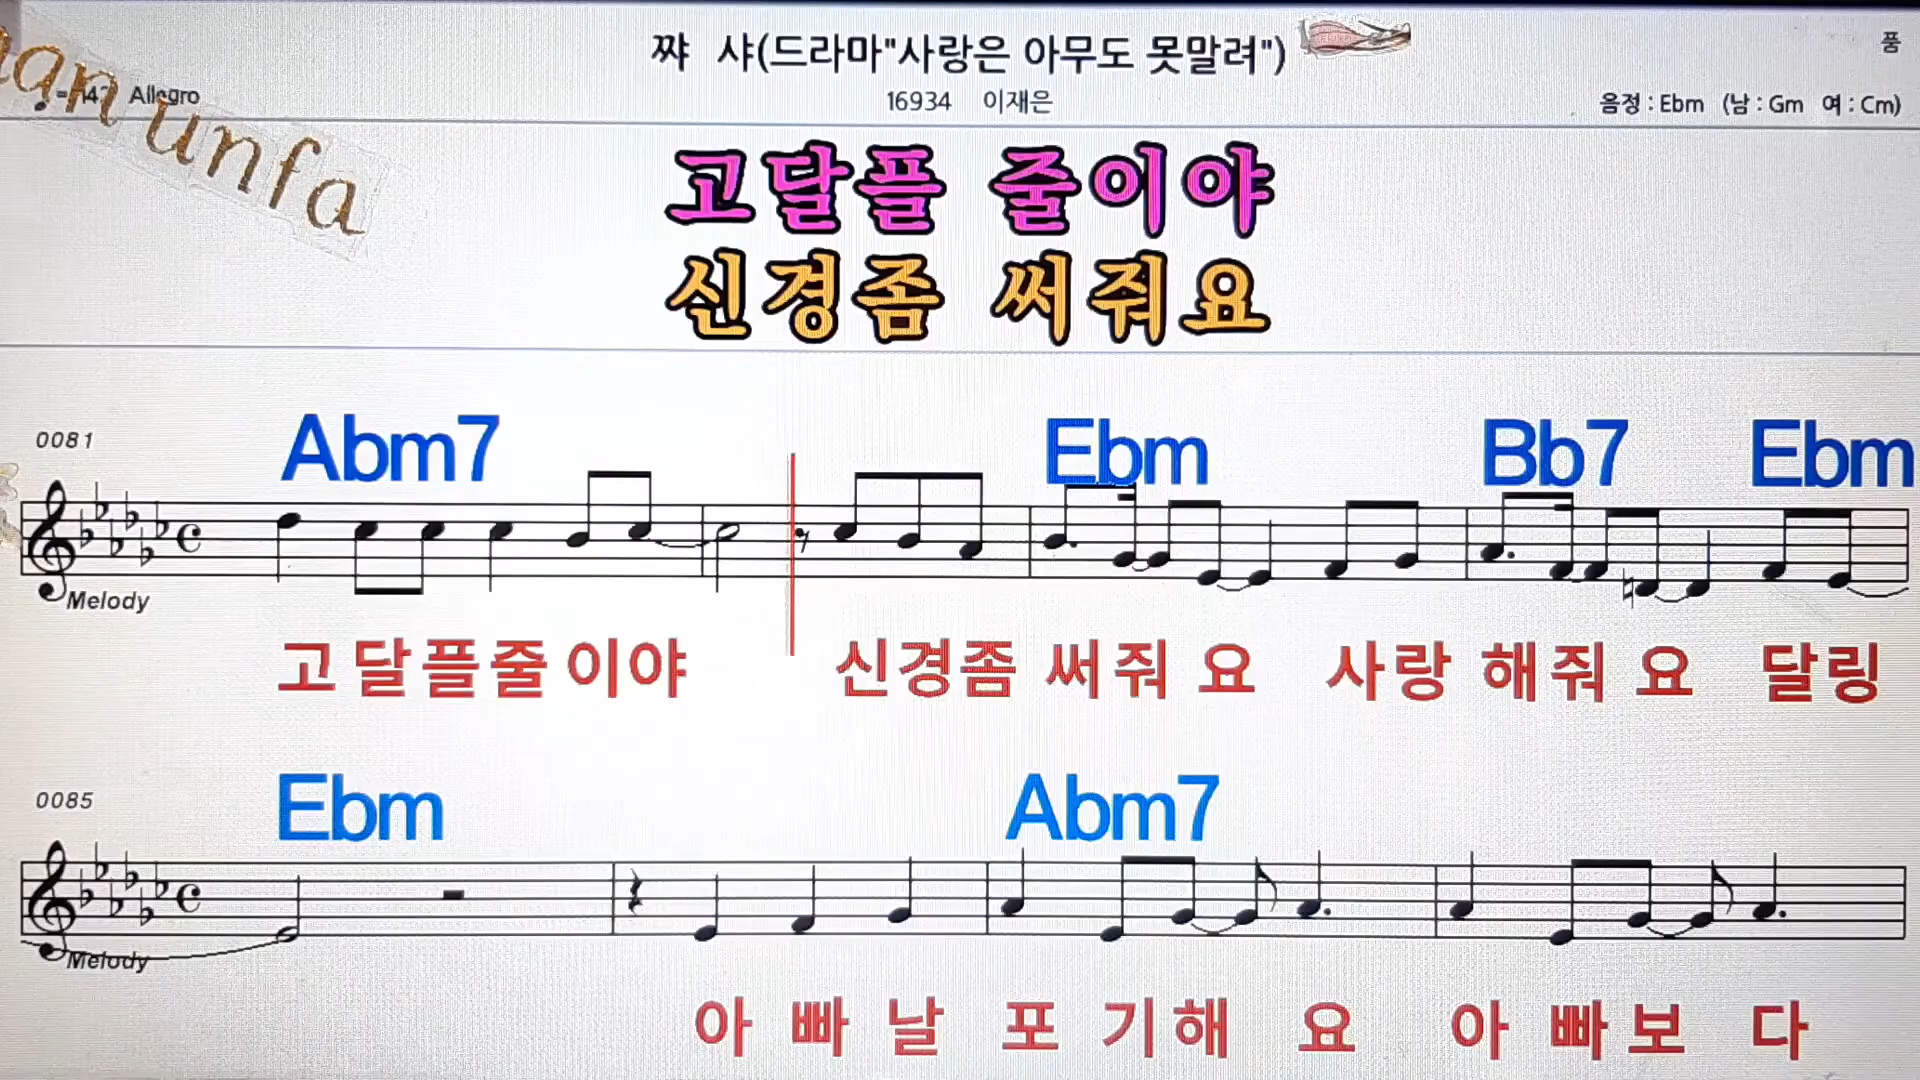 쨔 샤(드라마"사랑은 아무도 못말려")
품
Allegro
16934 이재은
음정 : Ebm (남 : Gm 여 : Cm)
unfa
고달플 줄이야
신경좀 써줘요
0081
Abm7 Ebm Bb7 Ebm
Melody
고달플줄이야 신경좀 써줘요 사랑해줘요 달링
0085
Ebm Abm7
Melody
아빠날포기해요 아빠보다